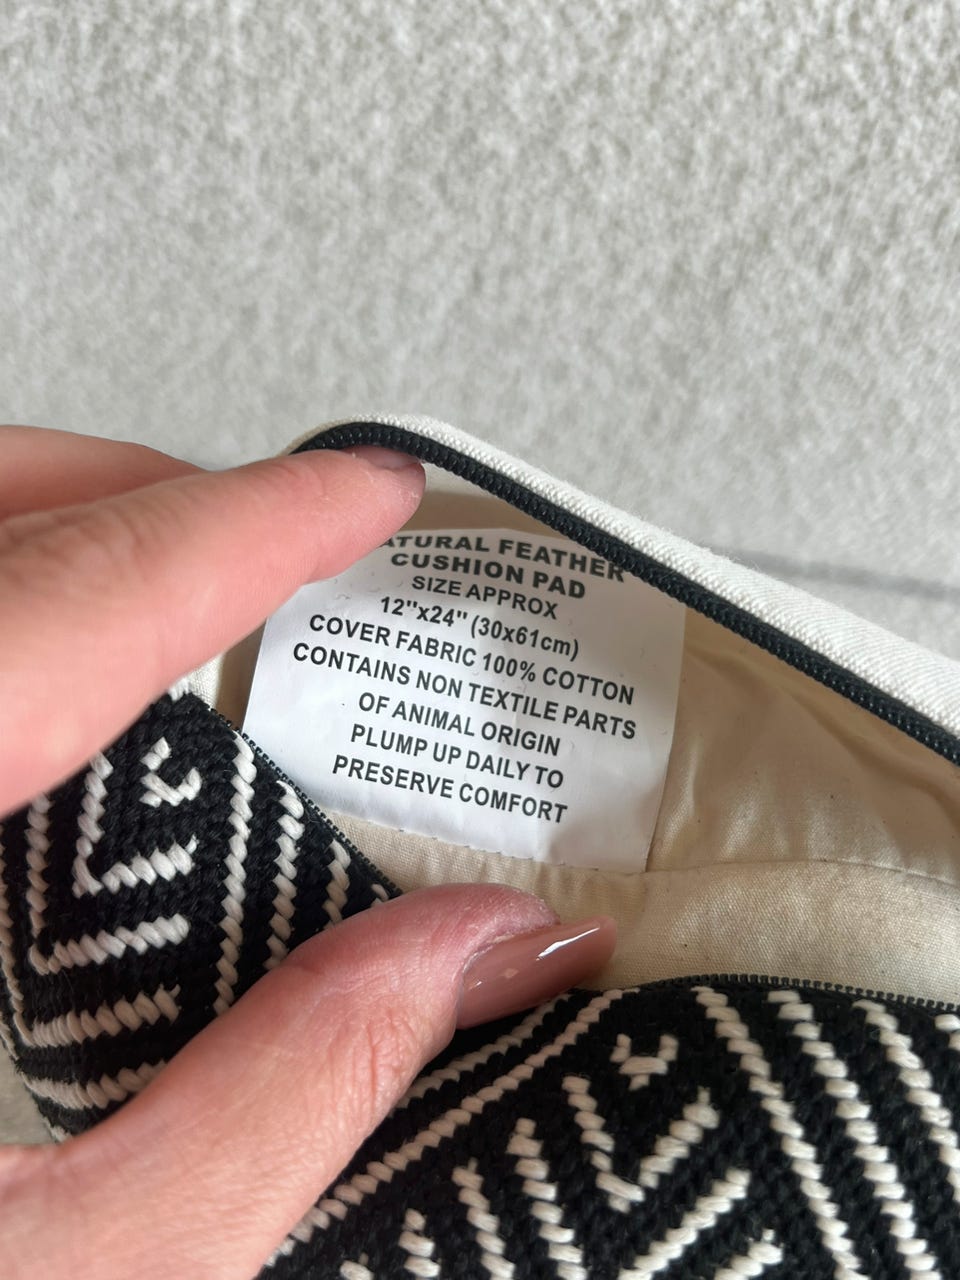 ATURAL FEATHER
CUSHION PAD
SIZE APPROX
12"x24" (30x61cm)
COVER FABRIC 100% COTTON
CONTAINS NON TEXTILE PARTS
OF ANIMAL ORIGIN
PLUMP UP DAILY TO
PRESERVE COMFORT